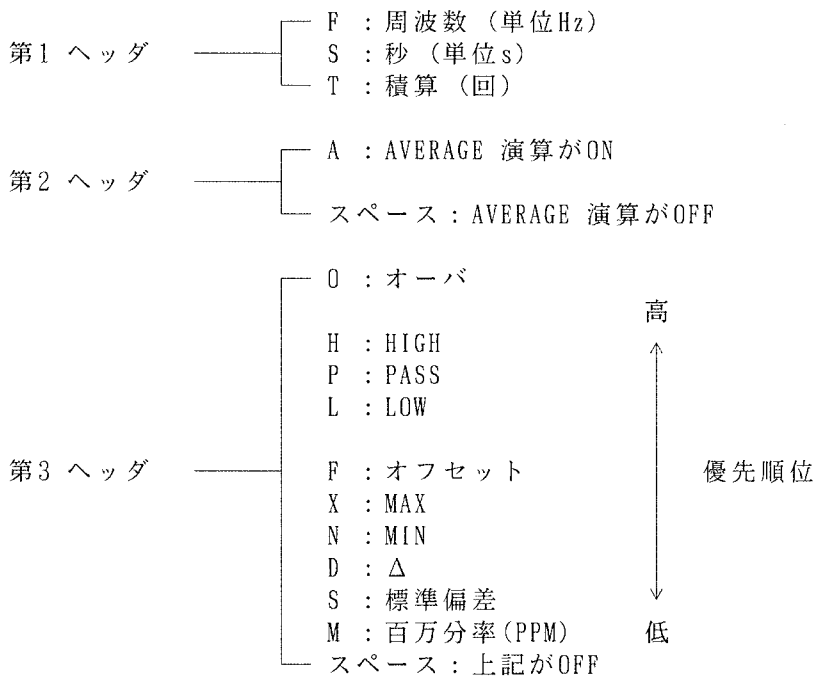 F : 周波数 (単位Hz)
第1 ヘッダ
S : 秒 (単位s)
T : 積算 (回)
A : AVERAGE 演算がON
第2 ヘッダ
スペース : AVERAGE 演算がOFF
O : オーバ
高
H : HIGH
P : PASS
L : LOW
第3 ヘッダ
F : オフセット
優先順位
X : MAX
N : MIN
D : Δ
S : 標準偏差
M : 百万分率(PPM)
低
スペース : 上記がOFF